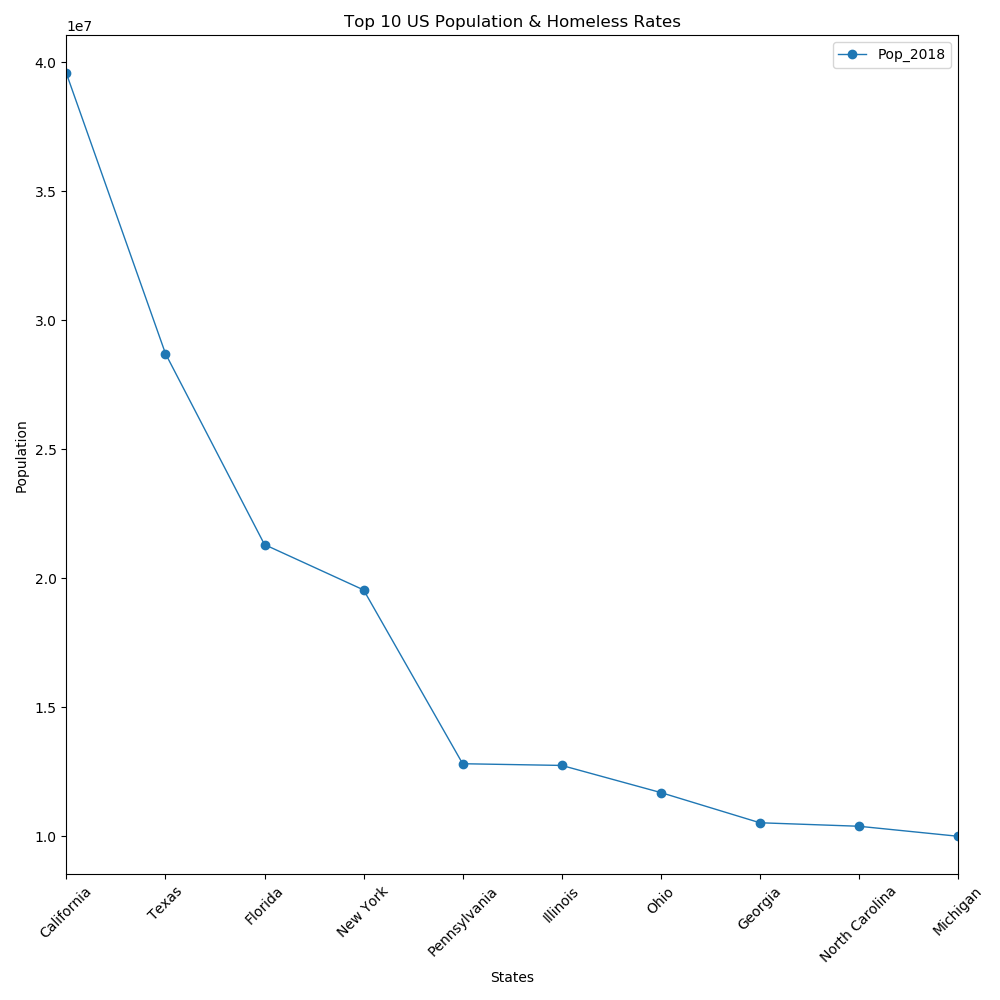 Top 10 US Population & Homeless Rates
1e7
Pop_2018
4.0
3.5
3.0
2.5
2.0
1.5
1.0
Population
California
Texas
Florida
New York
Pennsylvania
Illinois
Ohio
Georgia
North Carolina
Michigan
States